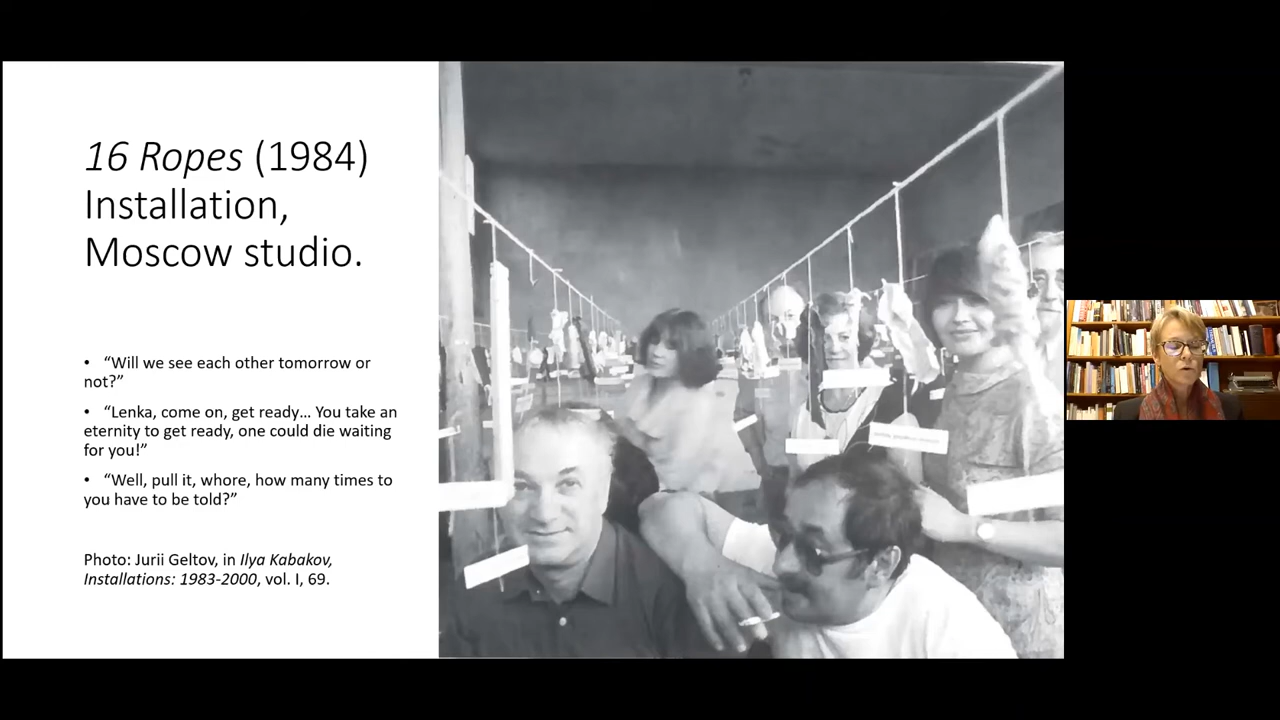 16 Ropes (1984)
Installation,
Moscow studio.
• “Will we see each other tomorrow or
not?”
• “Lenka, come on, get ready… You take an
eternity to get ready, one could die waiting
for you!”
• “Well, pull it, whore, how many times to
you have to be told?”
Photo: Jurii Geltov, in Ilya Kabakov,
Installations: 1983-2000, vol. I, 69.